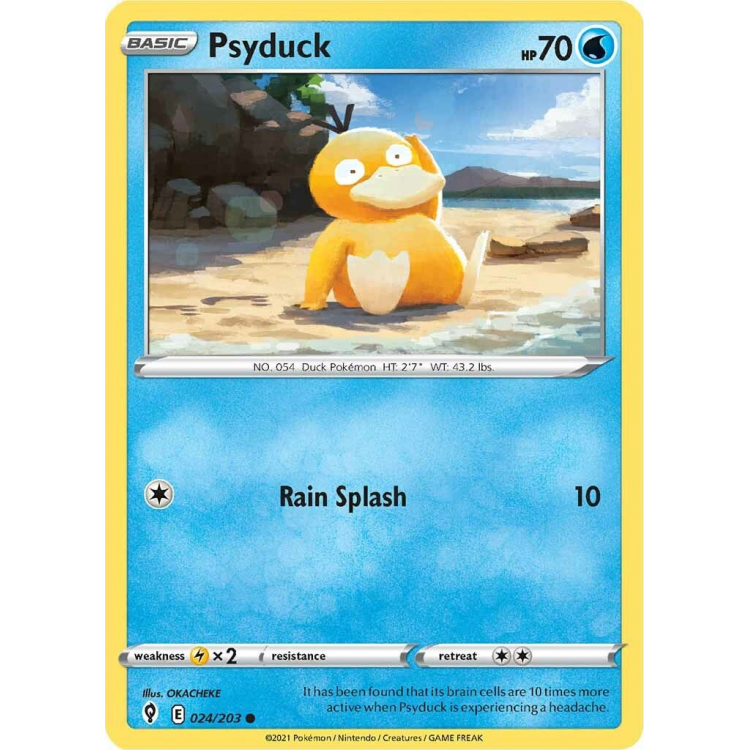 BASIC Psyduck HP70
NO. 054 Duck Pokémon HT: 2'7" WT: 43.2 lbs.
Rain Splash 10
weakness ×2 resistance retreat
Illus. OKACHEKE
It has been found that its brain cells are 10 times more
active when Psyduck is experiencing a headache.
E 024/203
©2021 Pokémon / Nintendo / Creatures / GAME FREAK